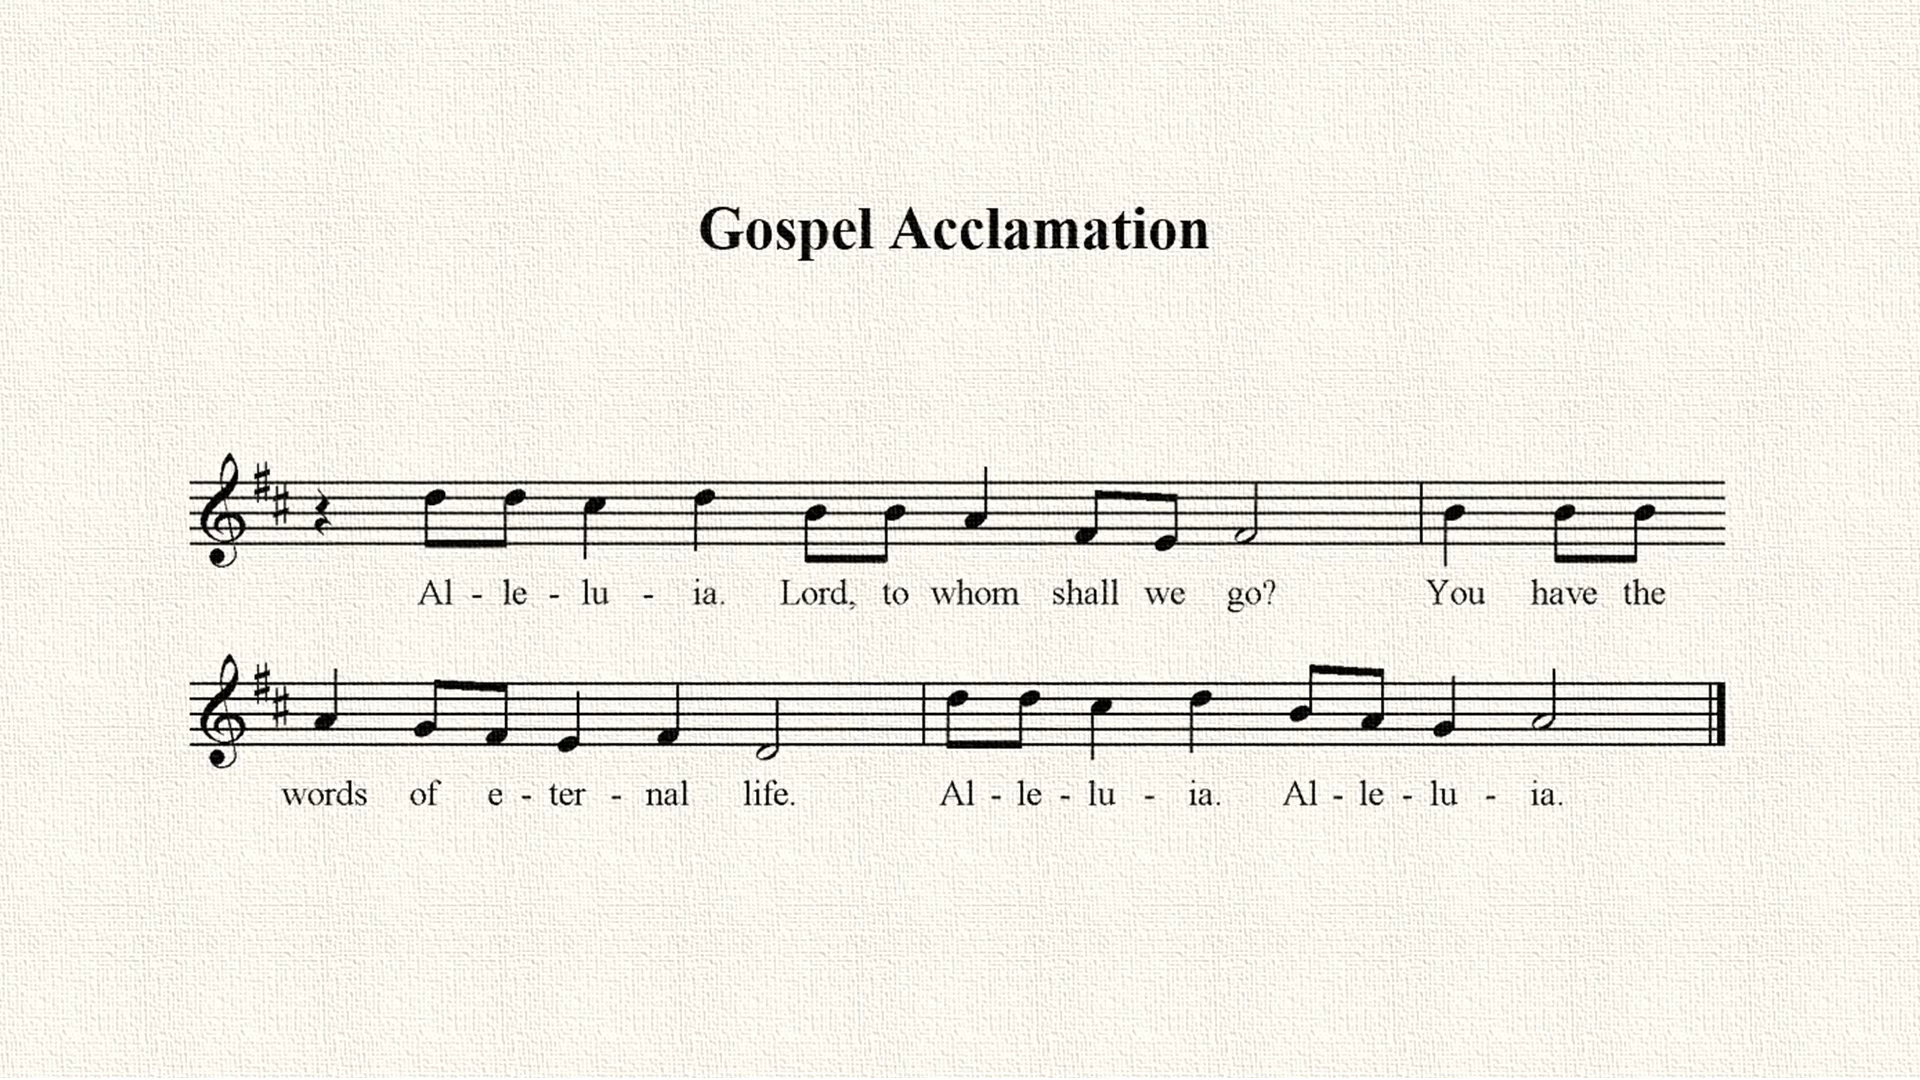 Gospel Acclamation
Al - le - lu - ia. Lord, to whom shall we go? You have the
words of e - ter - nal life. Al - le - lu - ia. Al - le - lu - ia.